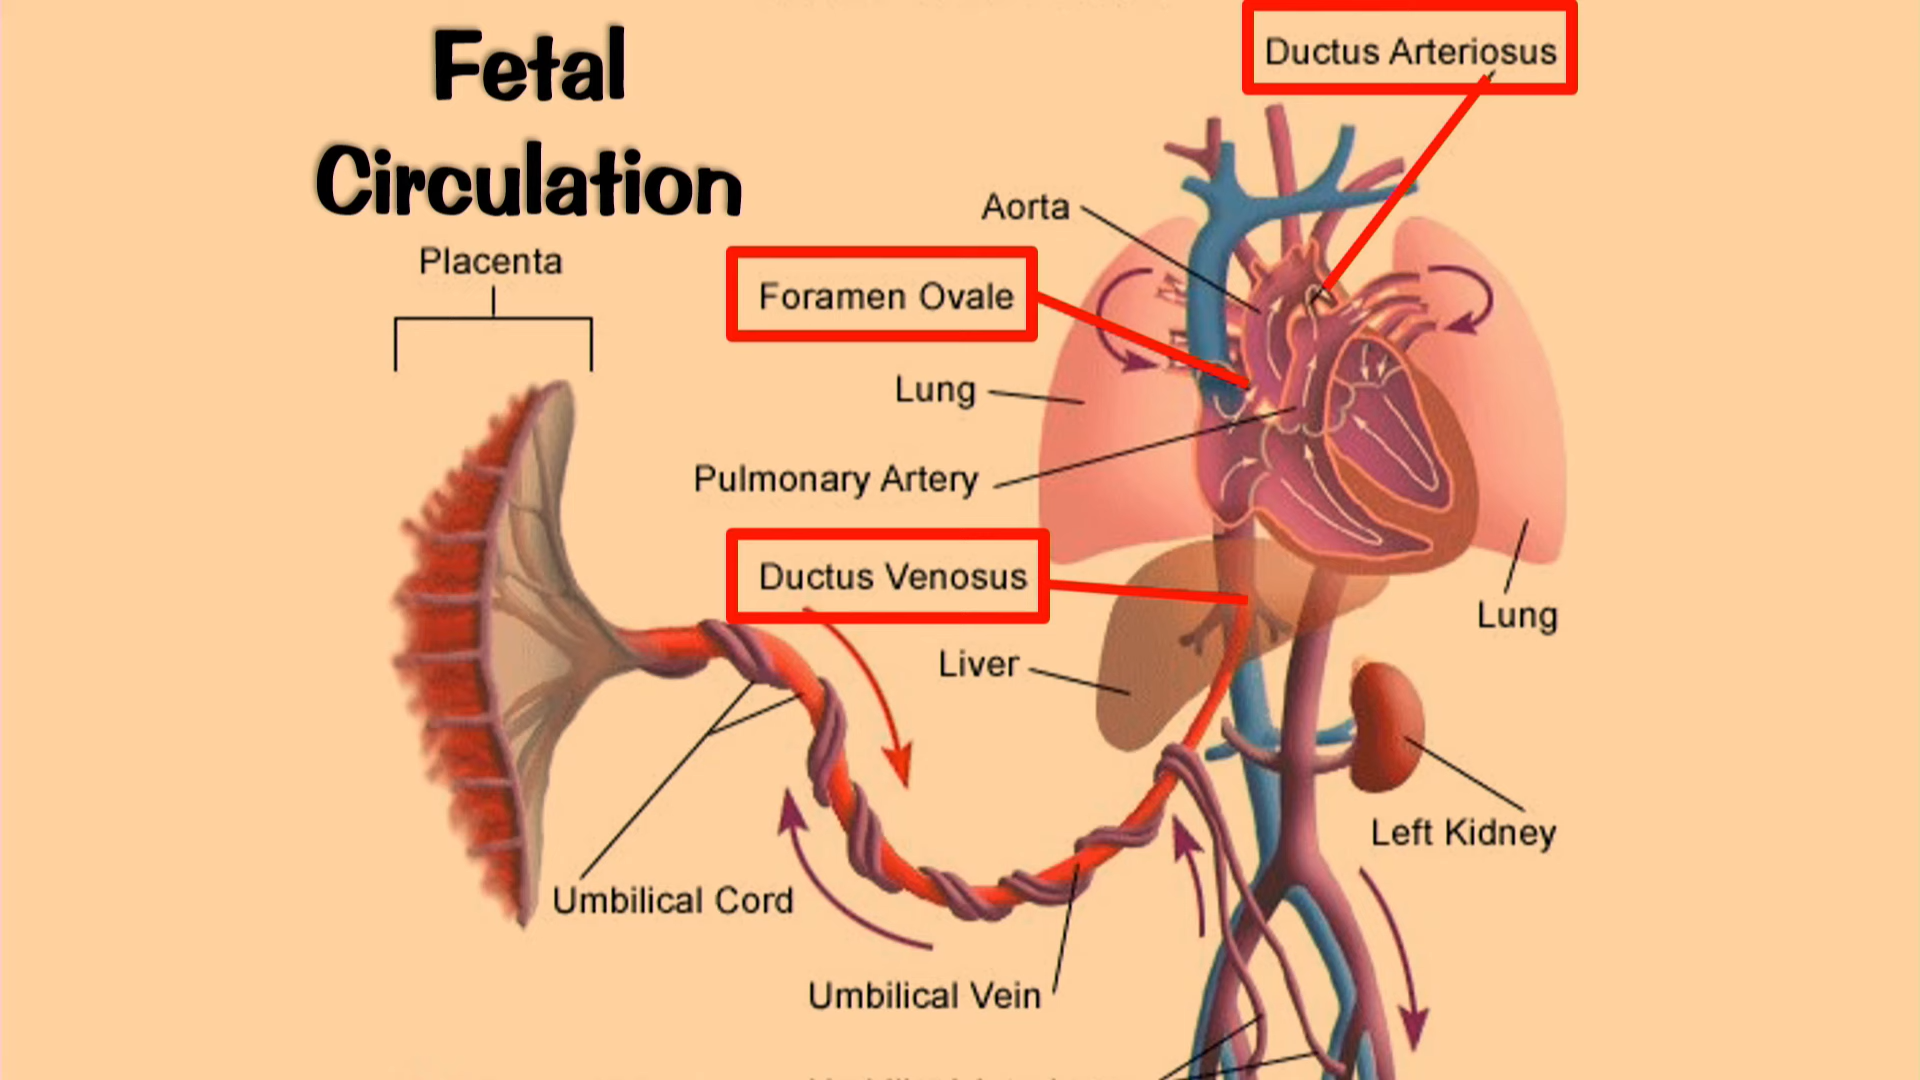 Fetal
Circulation
Ductus Arteriosus
Aorta
Placenta
Foramen Ovale
Lung
Pulmonary Artery
Ductus Venosus
Lung
Liver
Left Kidney
Umbilical Cord
Umbilical Vein